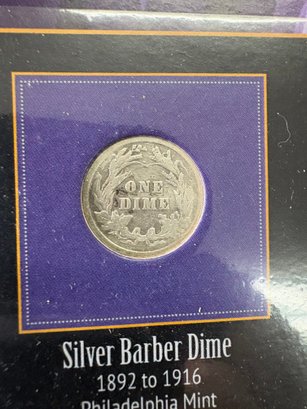 ONE
DIME
Silver Barber Dime
1892 to 1916
Philadelphia Mint